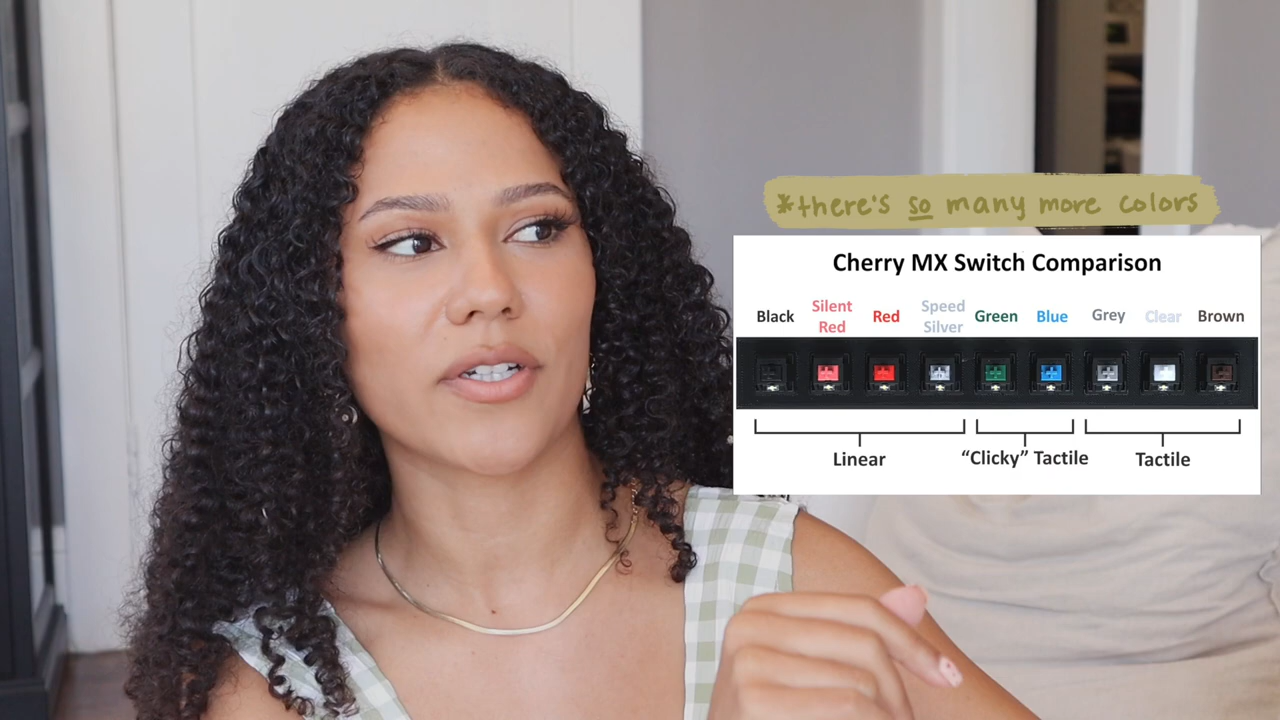 *there's so many more colors
Cherry MX Switch Comparison
Black Silent Red Red Speed Silver Green Blue Grey Clear Brown
Linear "Clicky" Tactile Tactile